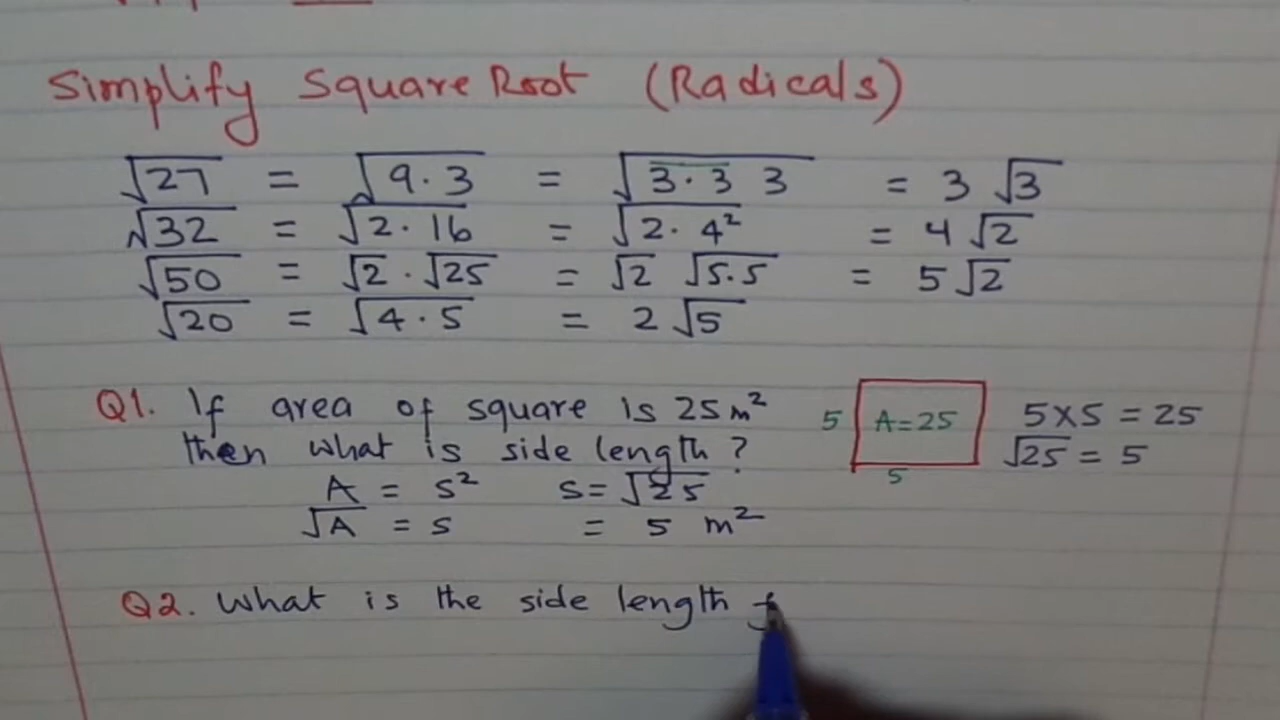 Simplify Square Root (Radicals)
√27 = √9·3 = √3·3 3 = 3 √3
√32 = √2·16 = √2·4² = 4 √2
√50 = √2 · √25 = √2 √5.5 = 5 √2
√20 = √4·5 = 2 √5
Q1. If area of square is 25 m²
then what is side length?
A = s² s = √25
√A = s = 5 m²
5 A=25
5
5×5 = 25
√25 = 5
Q2. What is the side length f